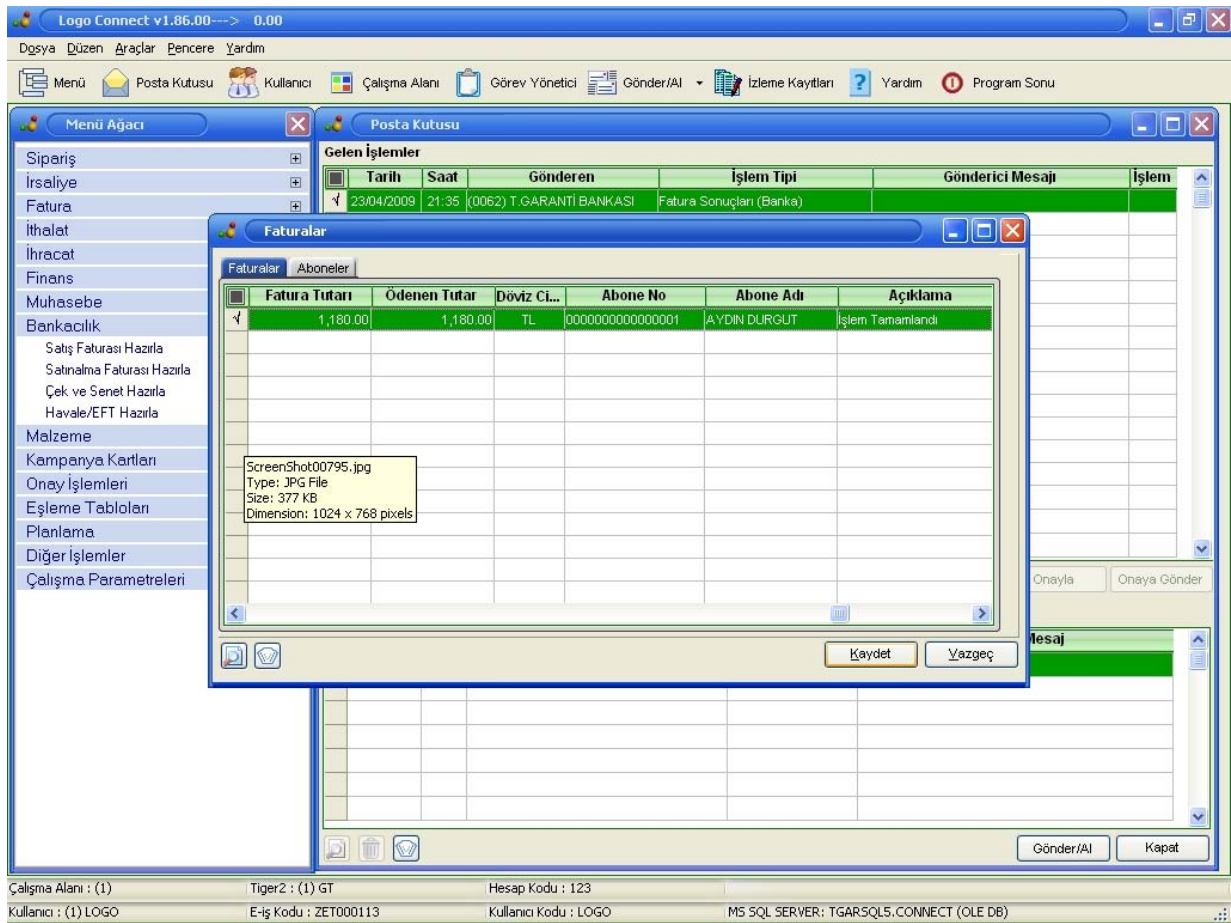 Logo Connect v1.86.00---> 0.00
Dosya Düzen Araçlar Pencere Yardım
Menü Posta Kutusu Kullanıcı Çalışma Alanı Görev Yönetici Gönder/Al İzleme Kayıtları Yardım Program Sonu
Menü Ağacı
Sipariş
İrsaliye
Fatura
İthalat
İhracat
Finans
Muhasebe
Bankacılık
Satış Faturası Hazırla
Satınalma Faturası Hazırla
Çek ve Senet Hazırla
Havale/EFT Hazırla
Malzeme
Kampanya Kartları
Onay İşlemleri
Eşleme Tabloları
Planlama
Diğer İşlemler
Çalışma Parametreleri
Posta Kutusu
Gelen İşlemler
Tarih Saat Gönderen İşlem Tipi Gönderici Mesajı İşlem
23/04/2009 21:35 (0062) T.GARANTİ BANKASI Fatura Sonuçları (Banka)
Faturalar
Faturalar Aboneler
Fatura Tutarı Ödenen Tutar Döviz Ci... Abone No Abone Adı Açıklama
1,180.00 1,180.00 TL 0000000000000001 AYDIN DURGUT İşlem Tamamlandı
ScreenShot00795.jpg
Type: JPG File
Size: 377 KB
Dimension: 1024 x 768 pixels
Kaydet Vazgeç
Onayla Onaya Gönder
Mesaj
Gönder/Al Kapat
Çalışma Alanı : (1) Tiger2 : (1) GT Hesap Kodu : 123
Kullanıcı : (1) LOGO E-iş Kodu : ZET000113 Kullanıcı Kodu : LOGO MS SQL SERVER: TGARSQL5.CONNECT (OLE DB)